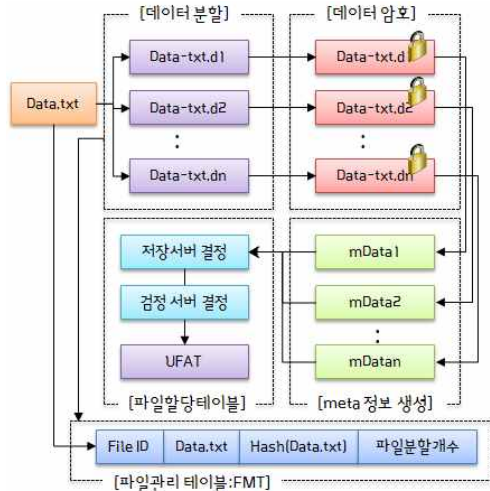 [데이터 분할]
[데이터 암호]
Data-txt.d1
Data-txt.d
Data.txt
Data-txt.d2
Data-txt.d2
:
:
Data-txt.dn
Data-txt.dn
저장서버 결정
mData1
검정 서버 결정
mData2
:
UFAT
mDatan
[파일할당테이블]
[meta 정보 생성]
File ID
Data.txt
Hash(Data.txt)
파일분할개수
[파일관리 테이블:FMT]